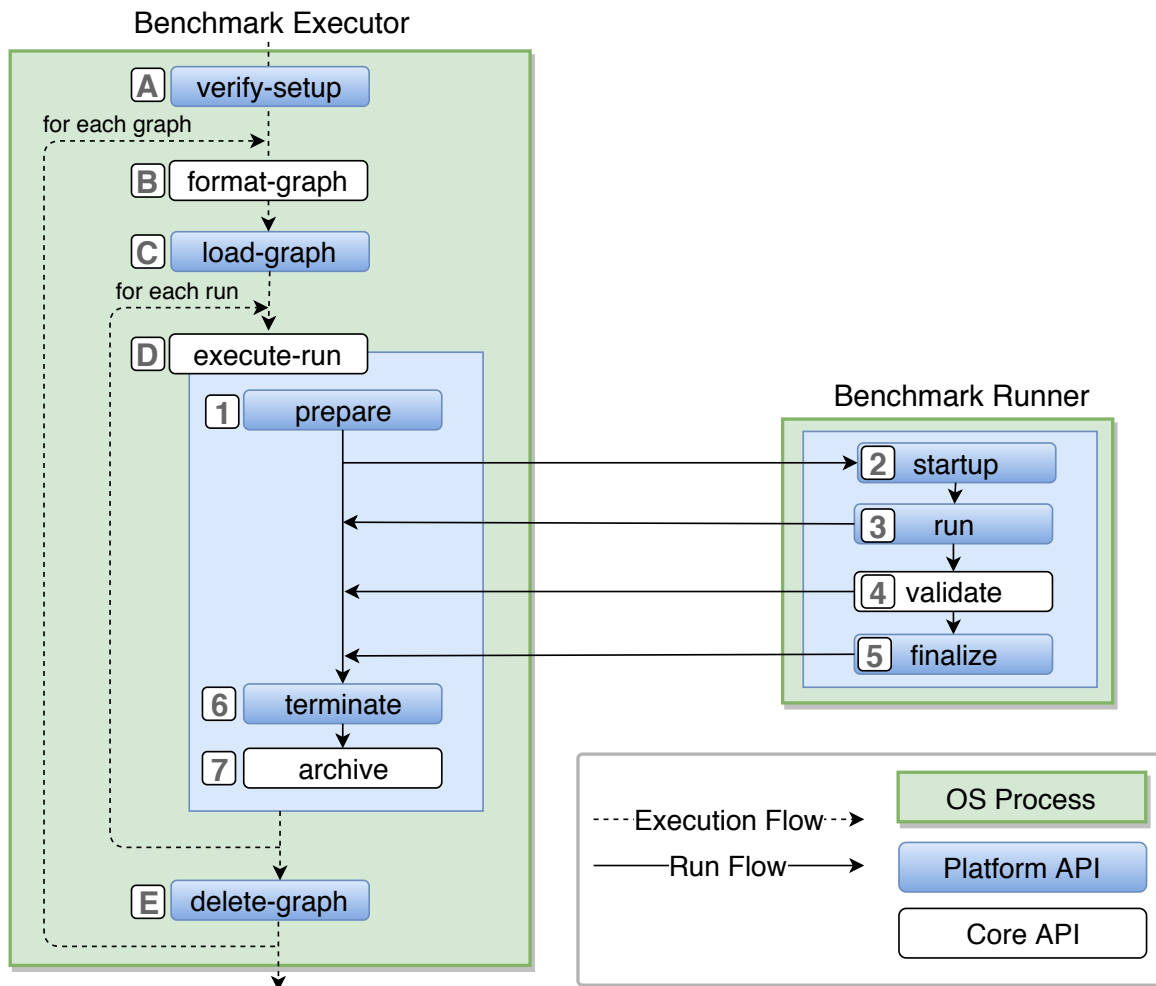 Benchmark Executor
A verify-setup
for each graph
B format-graph
C load-graph
for each run
D execute-run
1 prepare
Benchmark Runner
2 startup
3 run
4 validate
5 finalize
6 terminate
7 archive
E delete-graph
Execution Flow
Run Flow
OS Process
Platform API
Core API